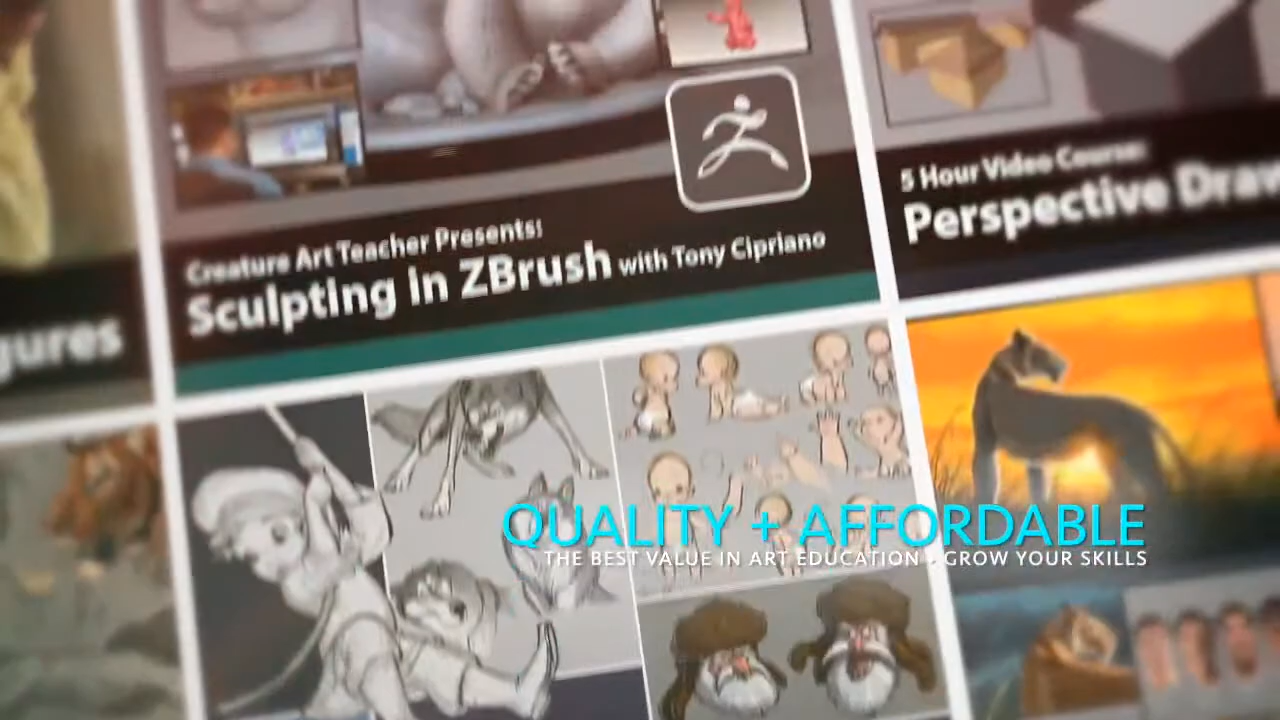 Creature Art Teacher Presents:
Sculpting in ZBrush with Tony Cipriano
5 Hour Video Course:
Perspective Draw
gures
QUALITY + AFFORDABLE
THE BEST VALUE IN ART EDUCATION - GROW YOUR SKILLS